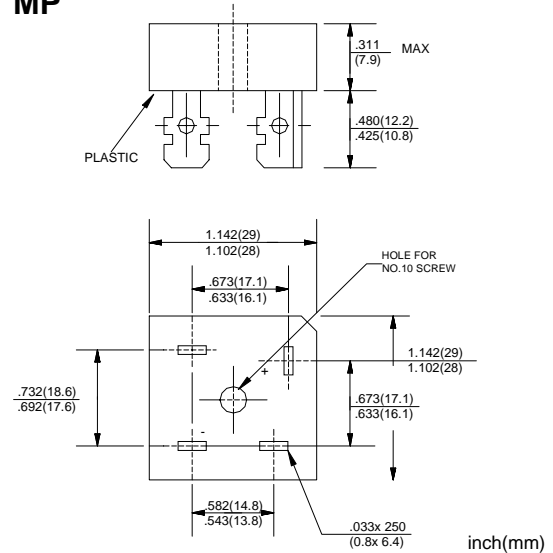 MP
.311
(7.9)
MAX
.480(12.2)
.425(10.8)
PLASTIC
1.142(29)
1.102(28)
HOLE FOR
NO.10 SCREW
.673(17.1)
.633(16.1)
1.142(29)
1.102(28)
+
.732(18.6)
.692(17.6)
.673(17.1)
.633(16.1)
-
.582(14.8)
.543(13.8)
.033x 250
(0.8x 6.4)
inch(mm)